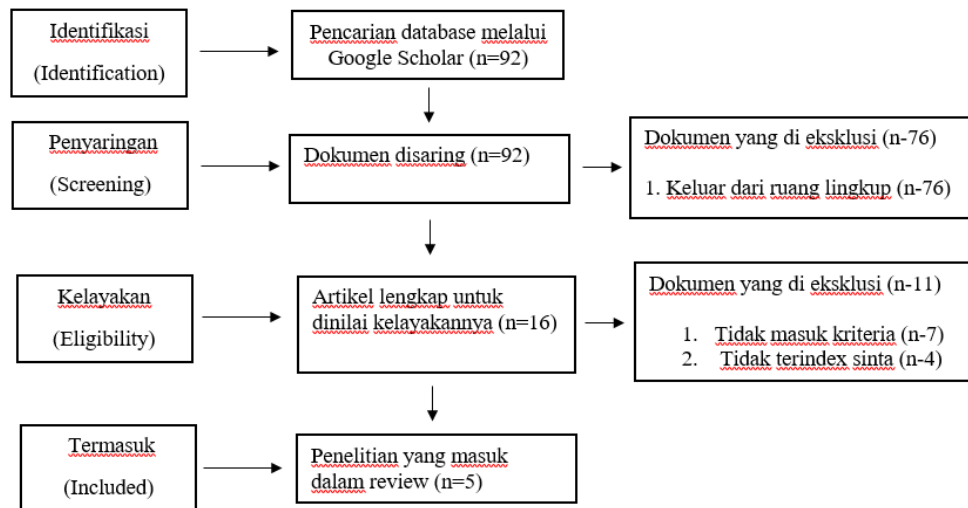 Identifikasi
(Identification)
Pencarian database melalui
Google Scholar (n=92)
Penyaringan
(Screening)
Dokumen disaring (n=92)
Dokumen yang di eksklusi (n-76)
1. Keluar dari ruang lingkup (n-76)
Kelayakan
(Eligibility)
Artikel lengkap untuk
dinilai kelayakannya (n=16)
Dokumen yang di eksklusi (n-11)
1. Tidak masuk kriteria (n-7)
2. Tidak terindex sinta (n-4)
Termasuk
(Included)
Penelitian yang masuk
dalam review (n=5)